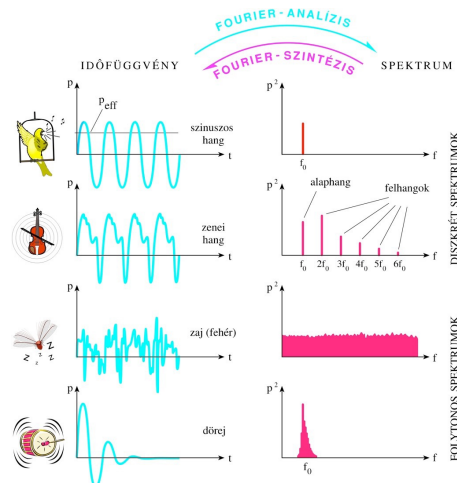 FOURIER-ANALÍZIS
FOURIER-SZINTÉZIS
IDŐFÜGGVÉNY
SPEKTRUM
p
p eff
szinuszos
hang
t
p²
f₀
f
p
zenei
hang
t
p²
alaphang
felhangok
f₀ 2f₀ 3f₀ 4f₀ 5f₀ 6f₀
f
DISZKRÉT SPEKTRUMOK
z z z z z
p
zaj (fehér)
t
p²
f
p
dörej
t
p²
f₀
f
FOLYTONOS SPEKTRUMOK